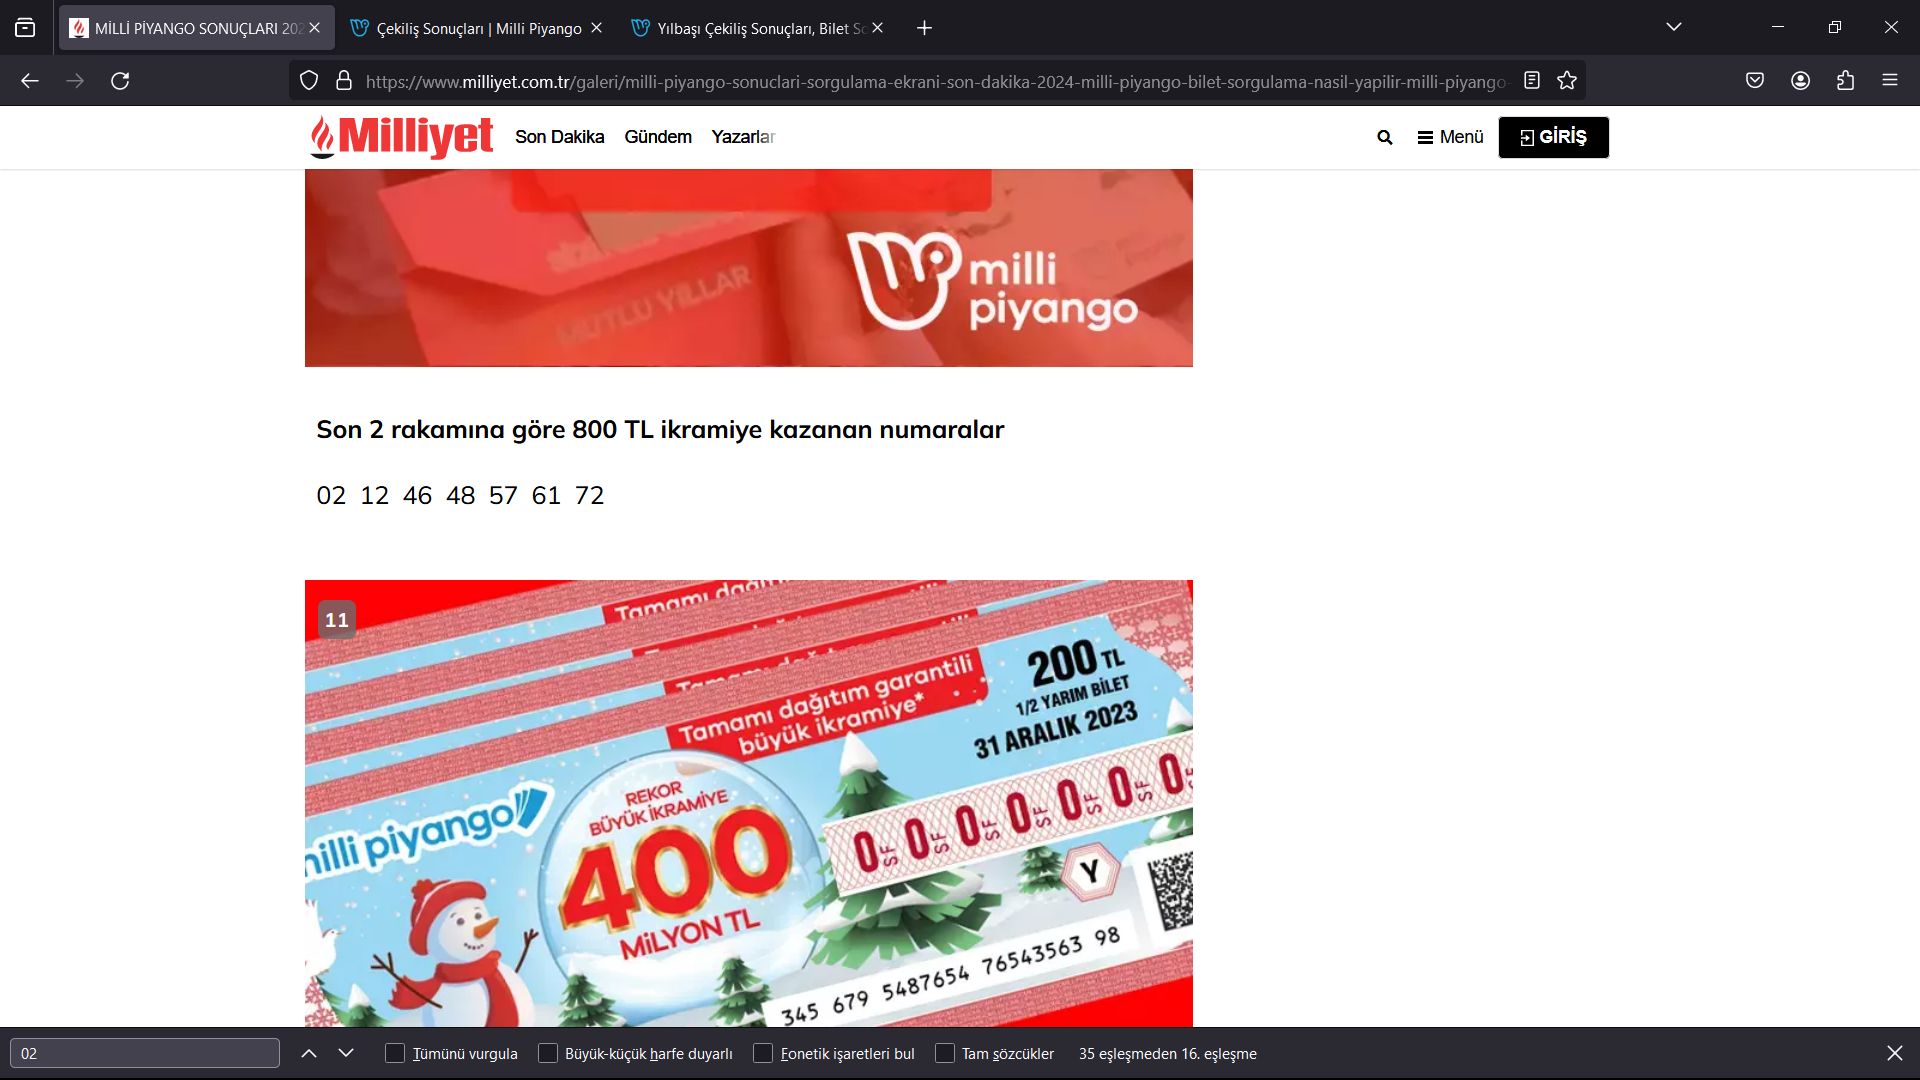 MİLLİ PİYANGO SONUÇLARI 202
Çekiliş Sonuçları | Milli Piyango
Yılbaşı Çekiliş Sonuçları, Bilet So
https://www.milliyet.com.tr/galeri/milli-piyango-sonuclari-sorgulama-ekrani-son-dakika-2024-milli-piyango-bilet-sorgulama-nasil-yapilir-milli-piyango-
Milliyet
Son Dakika Gündem Yazarlar
Menü
GİRİŞ
MUTLU YILLAR
milli
piyango
Son 2 rakamına göre 800 TL ikramiye kazanan numaralar
02 12 46 48 57 61 72
11
Tamamı dağıtım garantili
büyük ikramiye*
200 TL
1/2 YARIM BİLET
31 ARALIK 2023
milli piyango
REKOR
BÜYÜK İKRAMİYE
400
MİLYON TL
0 SF 0 SF 0 SF 0 SF 0 SF 0 SF 0
Y
345 679 5487654 76543563 98
02
Tümünü vurgula
Büyük-küçük harfe duyarlı
Fonetik işaretleri bul
Tam sözcükler
35 eşleşmeden 16. eşleşme